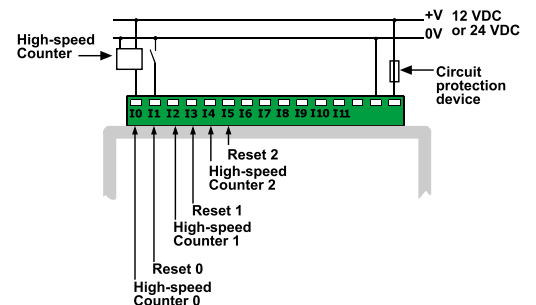 +V 12 VDC
0V or 24 VDC
High-speed
Counter
Circuit
protection
device
I0 I1 I2 I3 I4 I5 I6 I7 I8 I9 I10 I11
Reset 2
High-speed
Counter 2
Reset 1
High-speed
Counter 1
Reset 0
High-speed
Counter 0